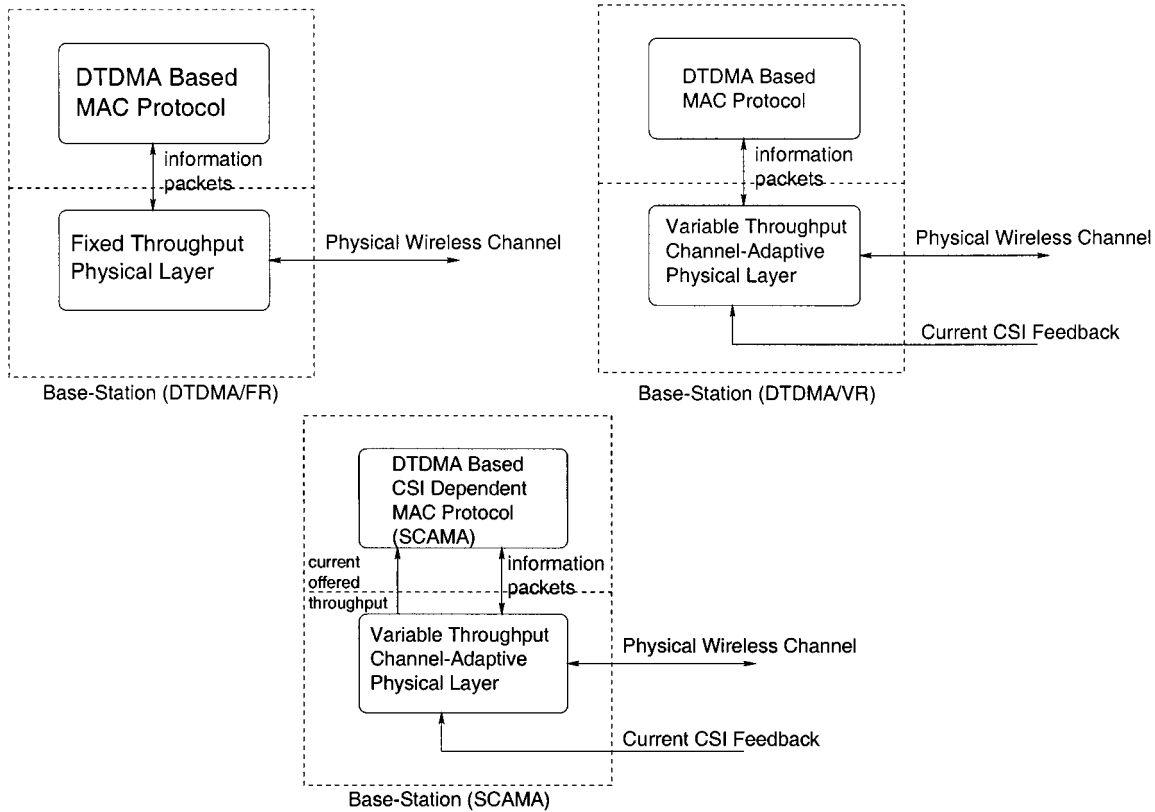 DTDMA Based
MAC Protocol
information
packets
Fixed Throughput
Physical Layer
Physical Wireless Channel
Base-Station (DTDMA/FR)
DTDMA Based
MAC Protocol
information
packets
Variable Throughput
Channel-Adaptive
Physical Layer
Physical Wireless Channel
Current CSI Feedback
Base-Station (DTDMA/VR)
DTDMA Based
CSI Dependent
MAC Protocol
(SCAMA)
current
offered
throughput
information
packets
Variable Throughput
Channel-Adaptive
Physical Layer
Physical Wireless Channel
Current CSI Feedback
Base-Station (SCAMA)